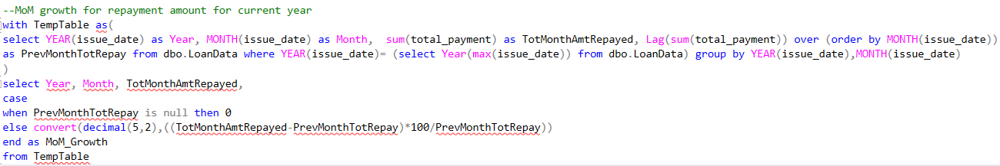 --MoM growth for repayment amount for current year
with TempTable as(
select YEAR(issue_date) as Year, MONTH(issue_date) as Month,  sum(total_payment) as TotMonthAmtRepayed, Lag(sum(total_payment)) over (order by MONTH(issue_date))
as PrevMonthTotRepay from dbo.LoanData where YEAR(issue_date)= (select Year(max(issue_date)) from dbo.LoanData) group by YEAR(issue_date),MONTH(issue_date)
)
select Year, Month, TotMonthAmtRepayed,
case
when PrevMonthTotRepay is null then 0
else convert(decimal(5,2),((TotMonthAmtRepayed-PrevMonthTotRepay)*100/PrevMonthTotRepay))
end as MoM_Growth
from TempTable